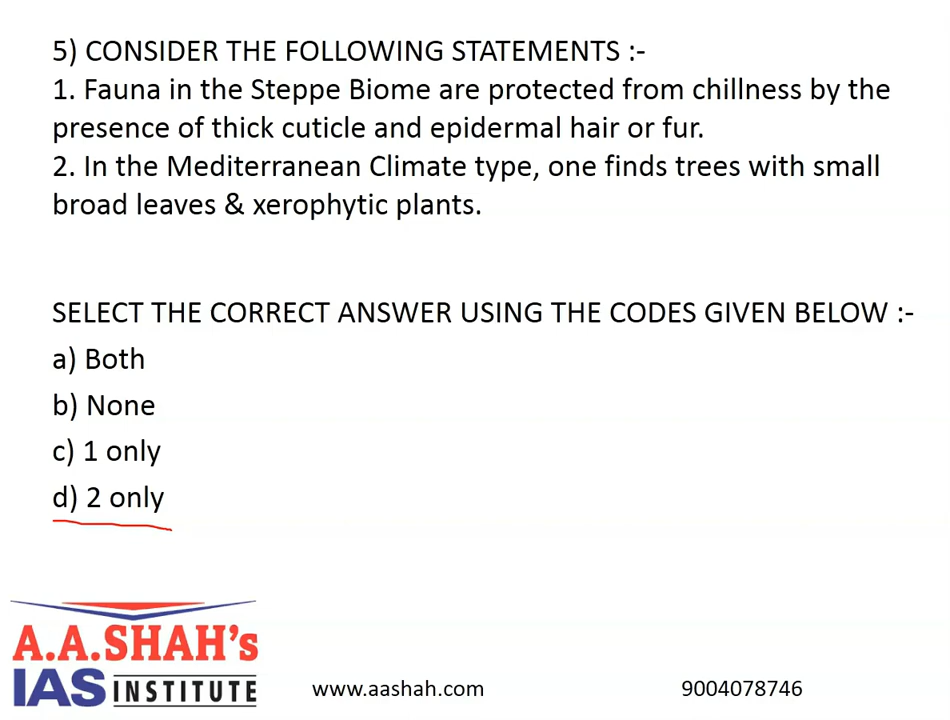 5) CONSIDER THE FOLLOWING STATEMENTS :-
1. Fauna in the Steppe Biome are protected from chillness by the
presence of thick cuticle and epidermal hair or fur.
2. In the Mediterranean Climate type, one finds trees with small
broad leaves & xerophytic plants.
SELECT THE CORRECT ANSWER USING THE CODES GIVEN BELOW :-
a) Both
b) None
c) 1 only
d) 2 only
A.A.SHAH's
IAS INSTITUTE
www.aashah.com
9004078746